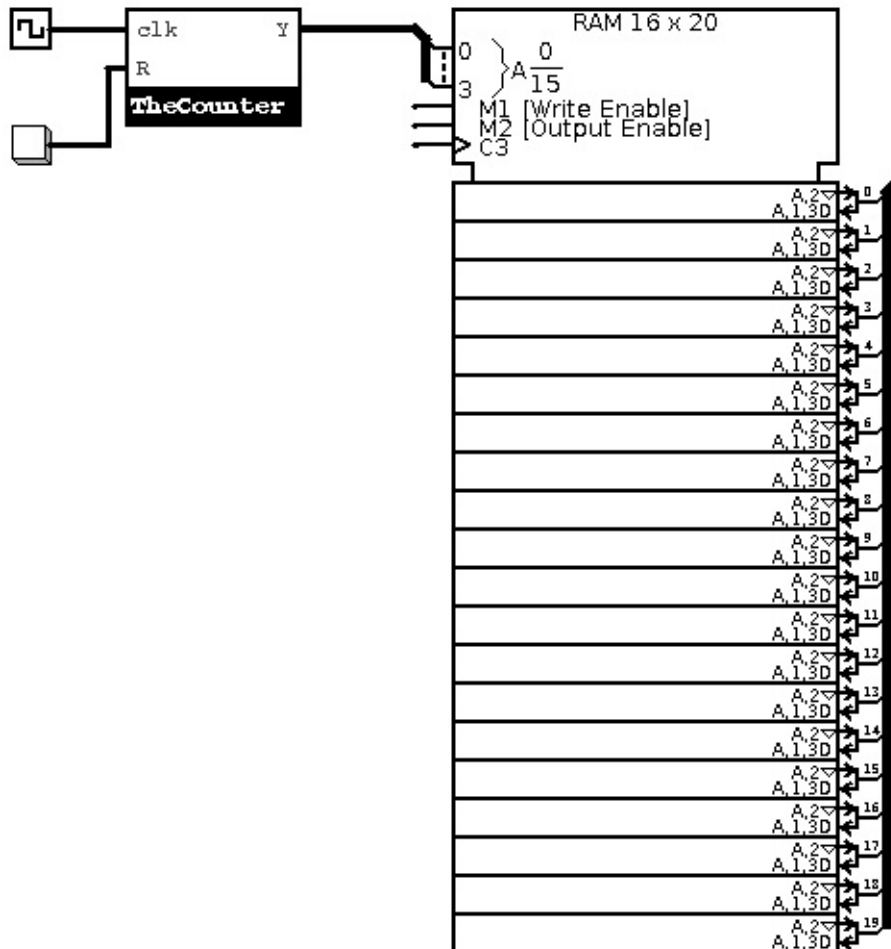 clk Y
R
TheCounter
RAM 16 x 20
0
3
A 0
15
M1 [Write Enable]
M2 [Output Enable]
C3
A,2 0
A,1,3D
A,2 1
A,1,3D
A,2 2
A,1,3D
A,2 3
A,1,3D
A,2 4
A,1,3D
A,2 5
A,1,3D
A,2 6
A,1,3D
A,2 7
A,1,3D
A,2 8
A,1,3D
A,2 9
A,1,3D
A,2 10
A,1,3D
A,2 11
A,1,3D
A,2 12
A,1,3D
A,2 13
A,1,3D
A,2 14
A,1,3D
A,2 15
A,1,3D
A,2 16
A,1,3D
A,2 17
A,1,3D
A,2 18
A,1,3D
A,2 19
A,1,3D